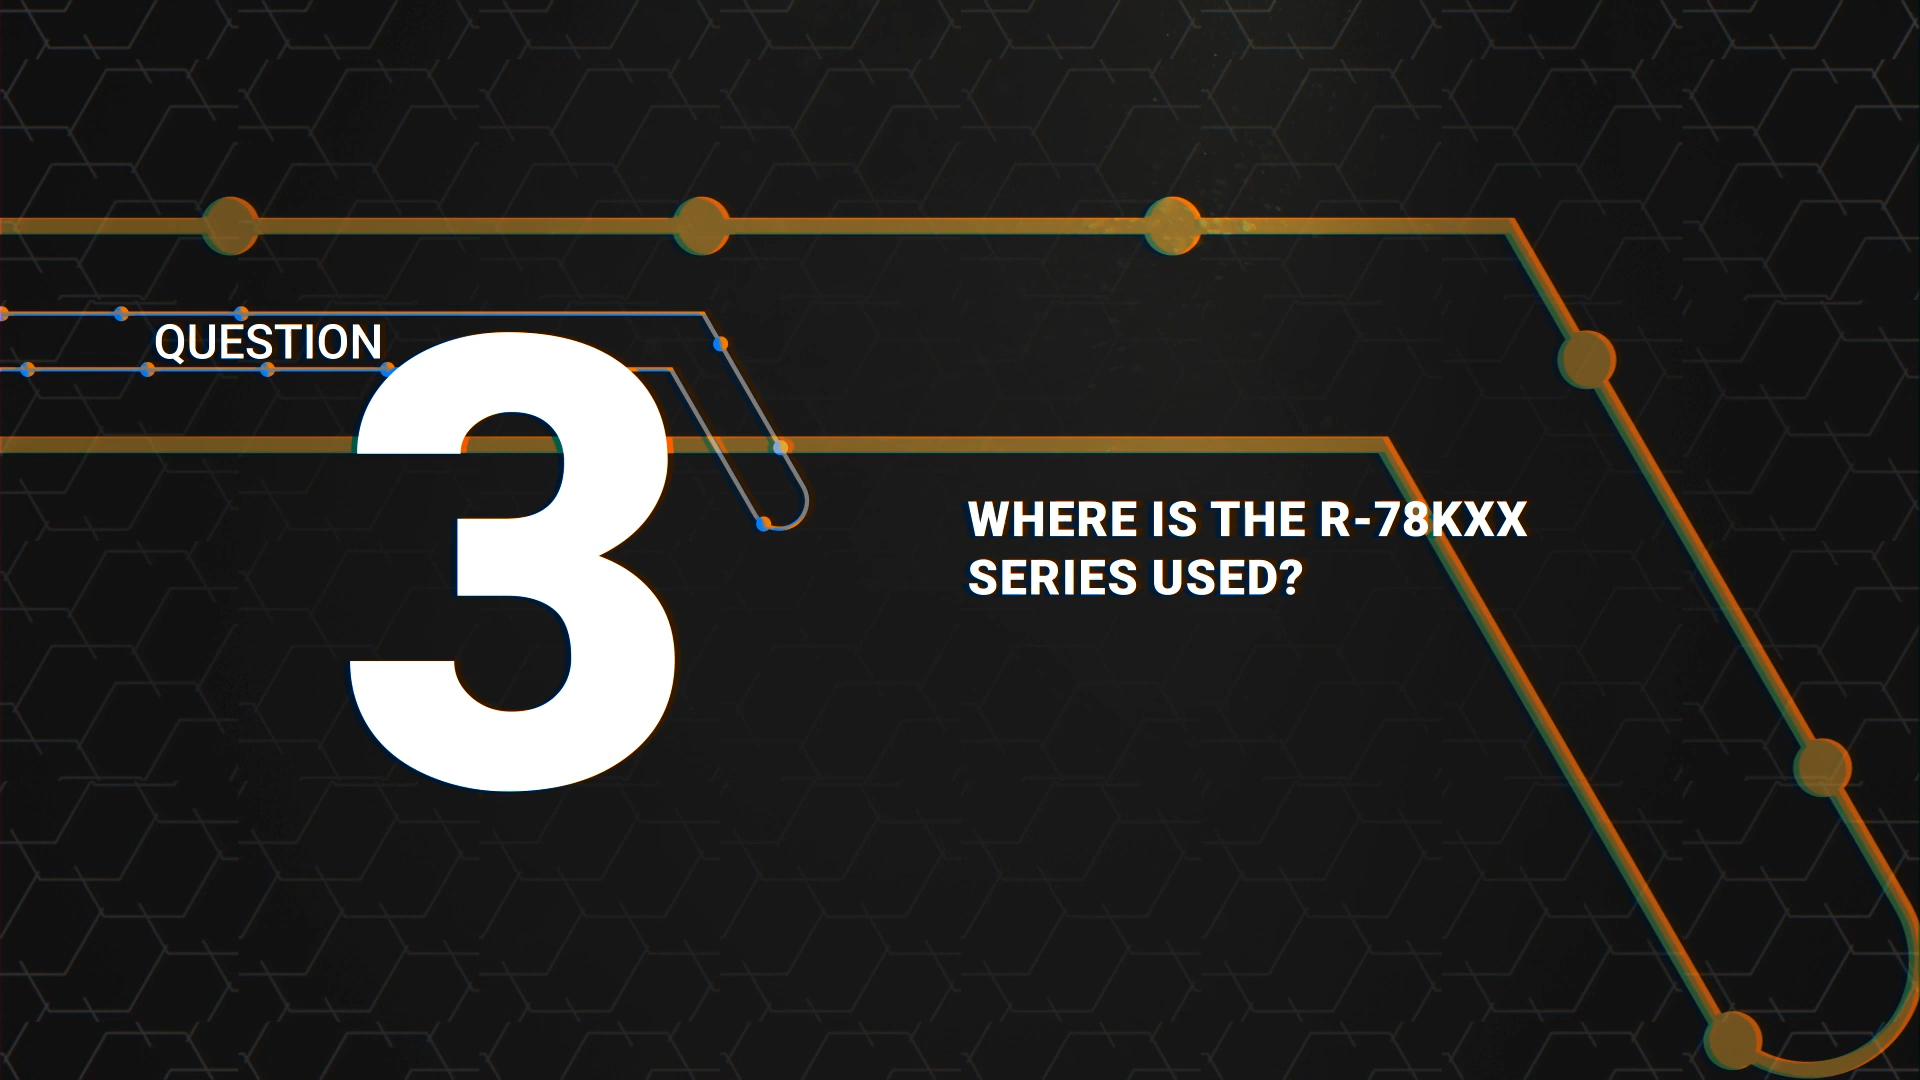 QUESTION
3
WHERE IS THE R-78KXX
SERIES USED?